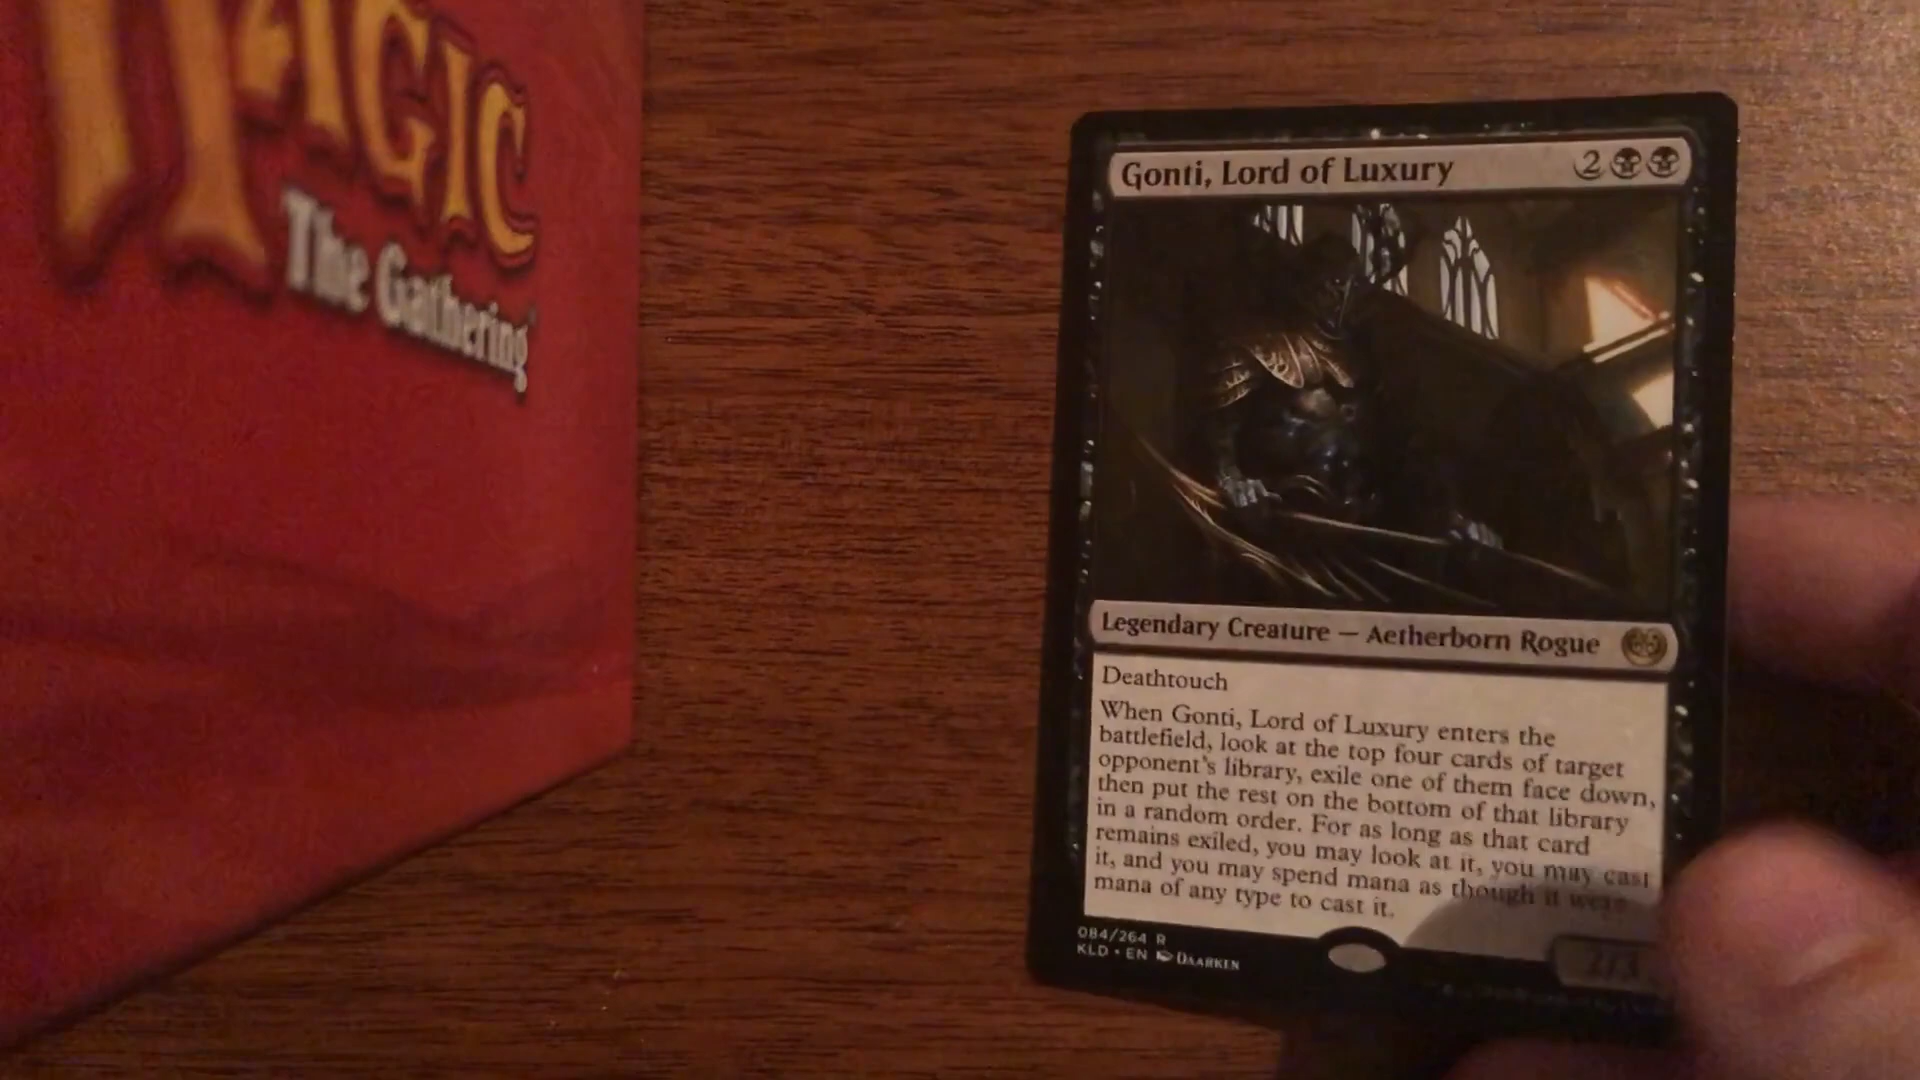 MAGIC
The Gathering
Gonti, Lord of Luxury 2
Legendary Creature — Aetherborn Rogue
Deathtouch
When Gonti, Lord of Luxury enters the
battlefield, look at the top four cards of target
opponent's library, exile one of them face down,
then put the rest on the bottom of that library
in a random order. For as long as that card
remains exiled, you may look at it, you may cast
it, and you may spend mana as though it were
mana of any type to cast it.
2/3
084/264 R
KLD • EN DAARKEN